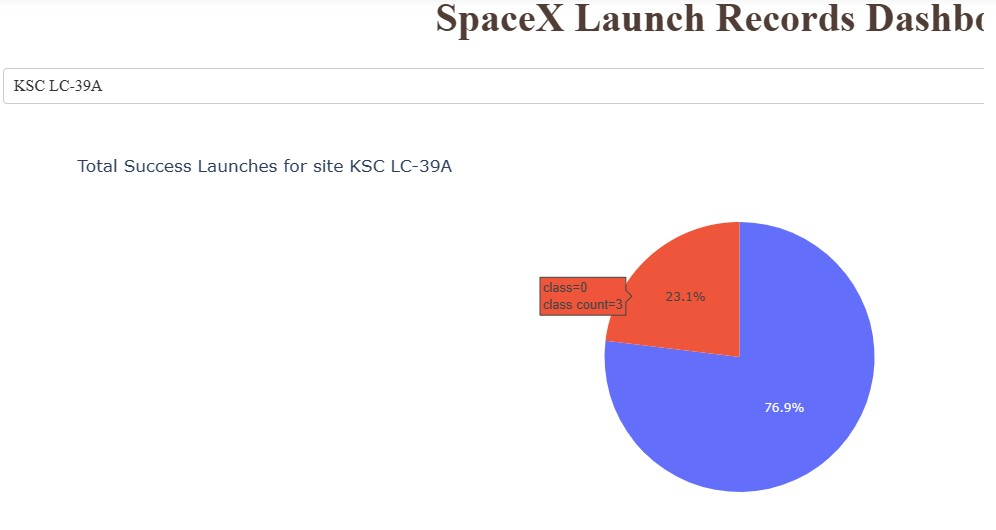 SpaceX Launch Records Dashbo
KSC LC-39A
Total Success Launches for site KSC LC-39A
class=0
class count=3
23.1%
76.9%